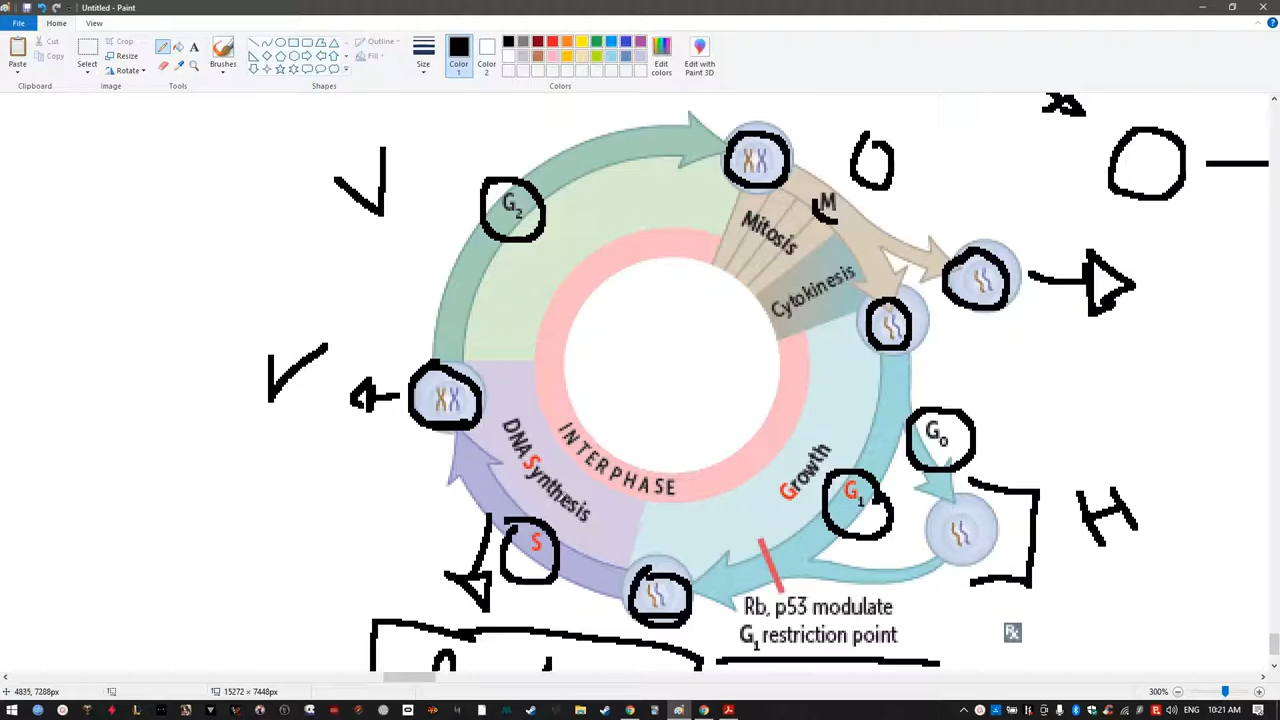 Untitled - Paint
File Home View
Paste
Cut
Copy
Clipboard
Select
Crop
Resize
Rotate
Image
A
Tools
Brushes
Shapes
Outline
Fill
Size
Color 1
Color 2
Colors
Edit colors
Edit with Paint 3D
G2
M
Mitosis
Cytokinesis
G0
Growth
G1
INTERPHASE
DNA Synthesis
S
H
Rb, p53 modulate
G1 restriction point
Rx
4835, 7288px
15272 × 7448px
300%
ENG
10:21 AM